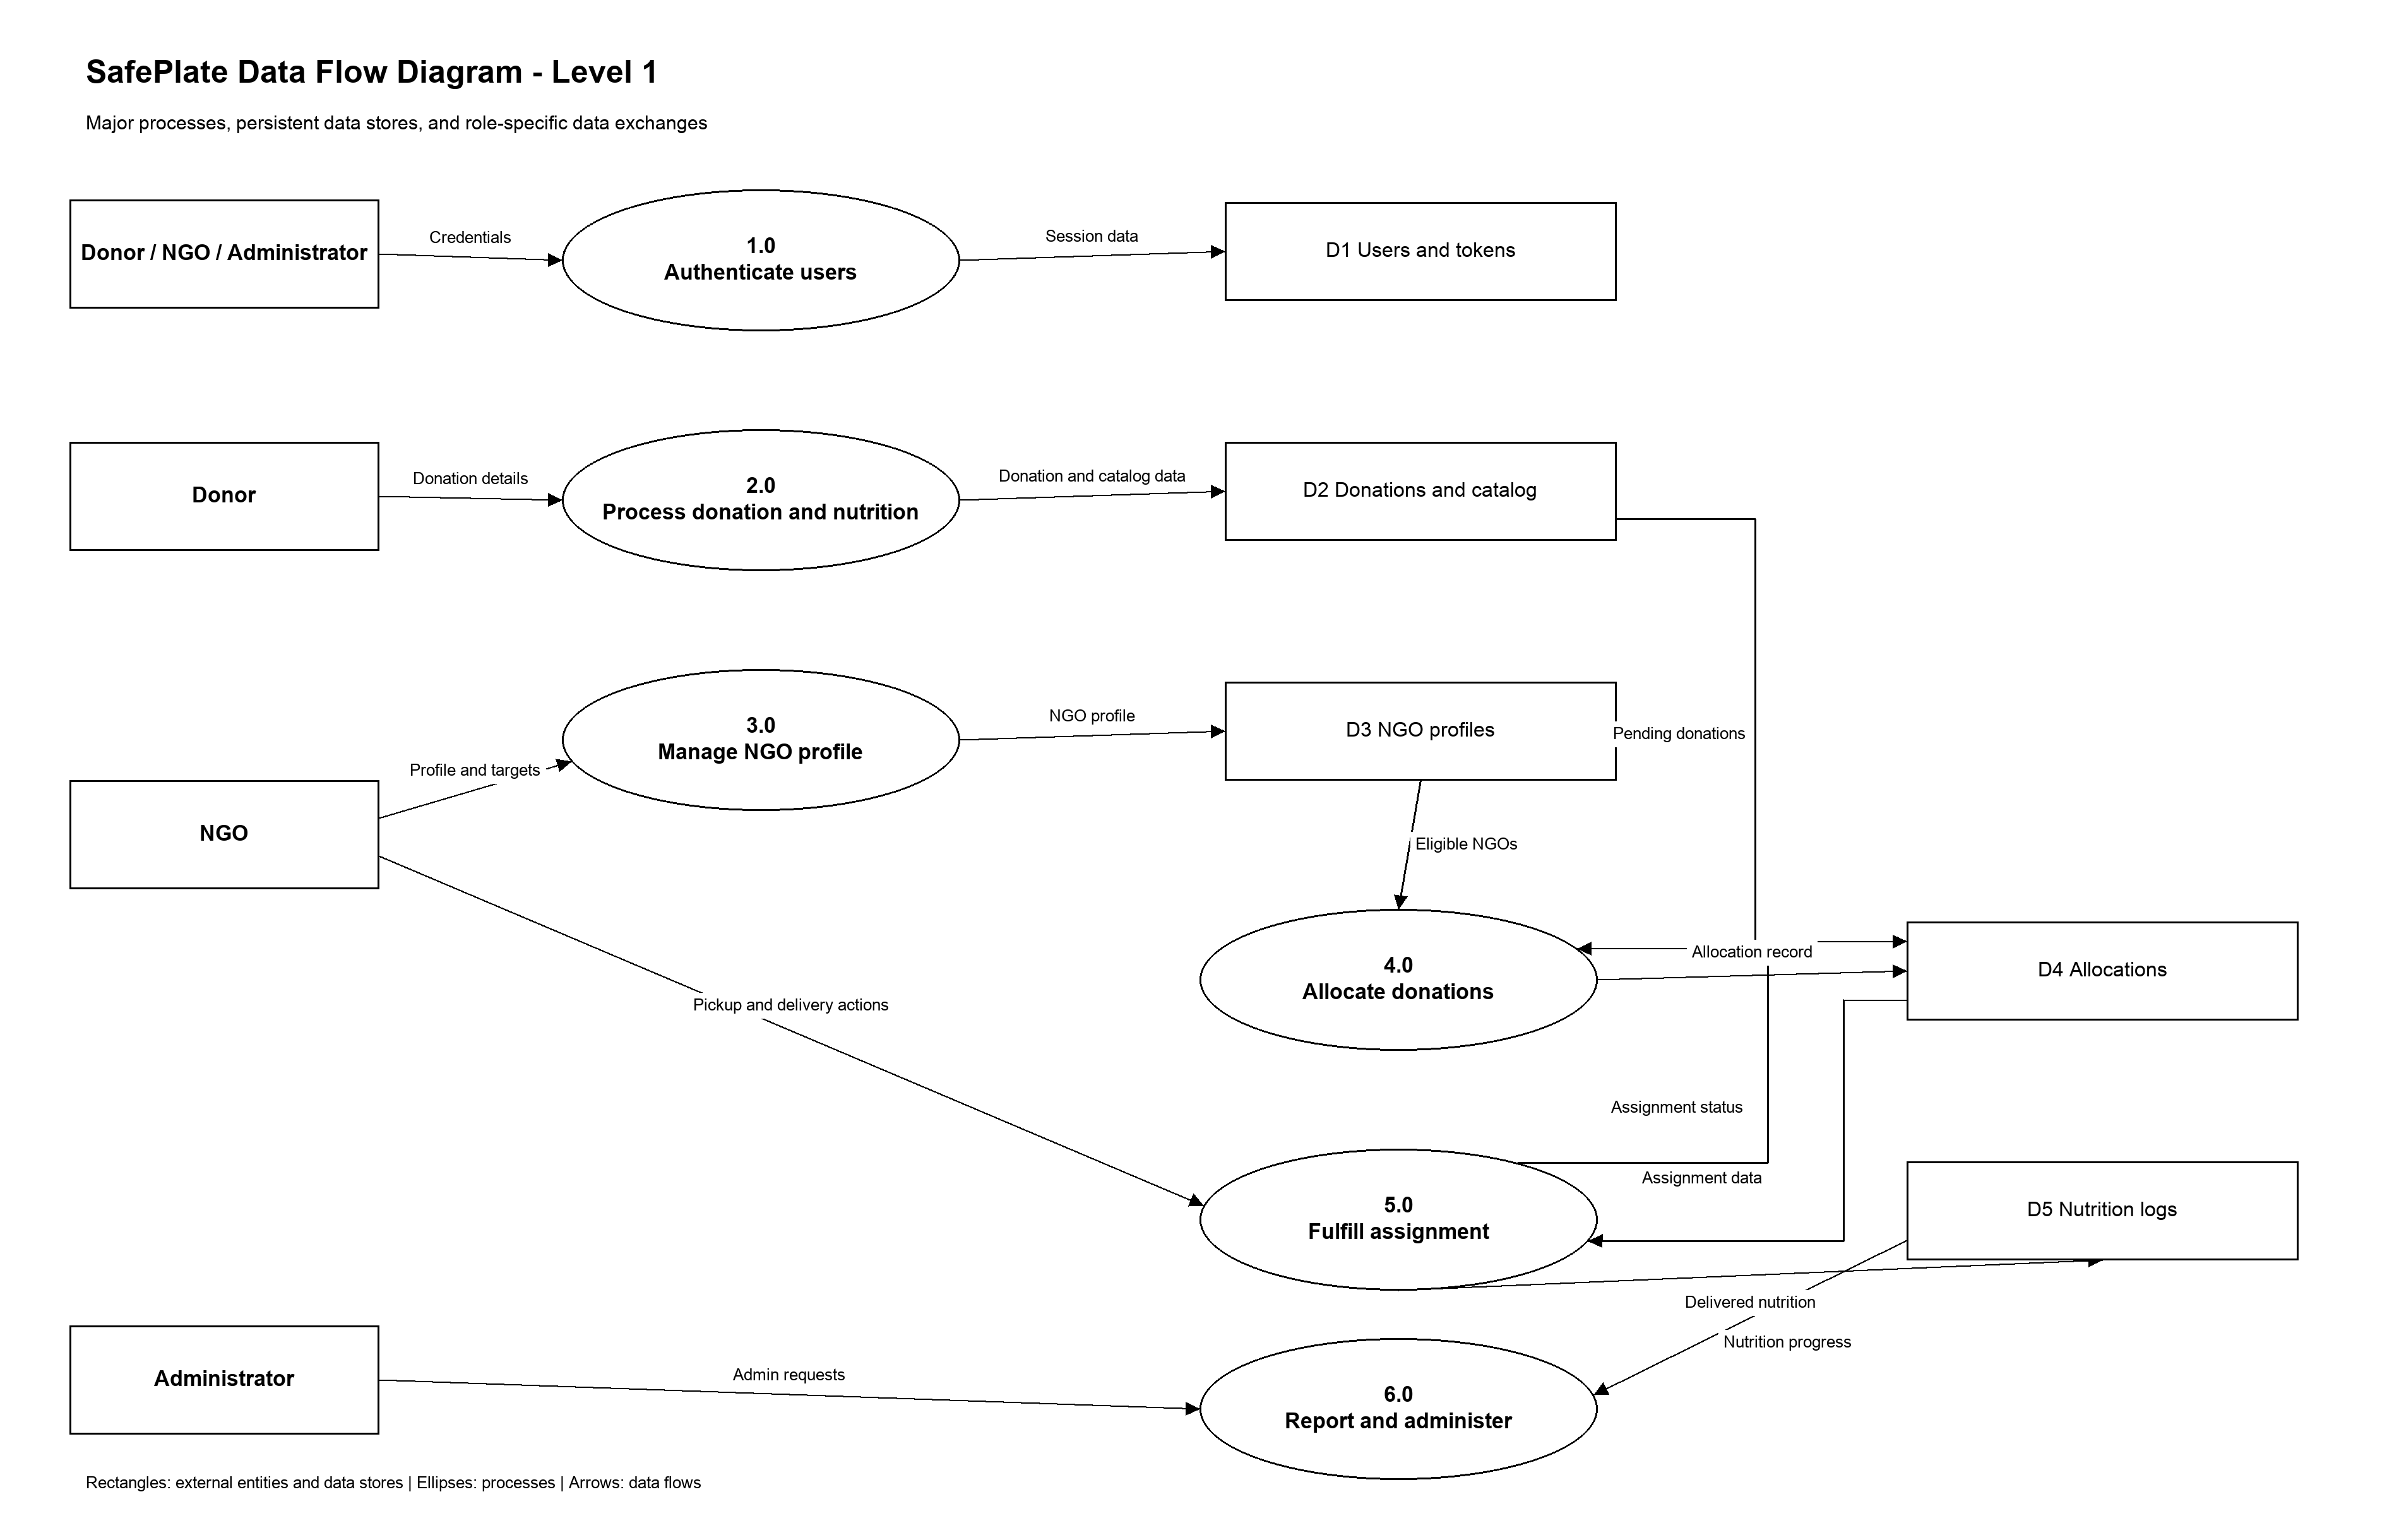 SafePlate Data Flow Diagram - Level 1
Major processes, persistent data stores, and role-specific data exchanges
Donor / NGO / Administrator
Credentials
1.0
Authenticate users
Session data
D1 Users and tokens
Donor
Donation details
2.0
Process donation and nutrition
Donation and catalog data
D2 Donations and catalog
3.0
Manage NGO profile
NGO profile
D3 NGO profiles
Pending donations
Profile and targets
NGO
Eligible NGOs
4.0
Allocate donations
Allocation record
D4 Allocations
Pickup and delivery actions
Assignment status
Assignment data
5.0
Fulfill assignment
D5 Nutrition logs
Delivered nutrition
Nutrition progress
Administrator
Admin requests
6.0
Report and administer
Rectangles: external entities and data stores | Ellipses: processes | Arrows: data flows